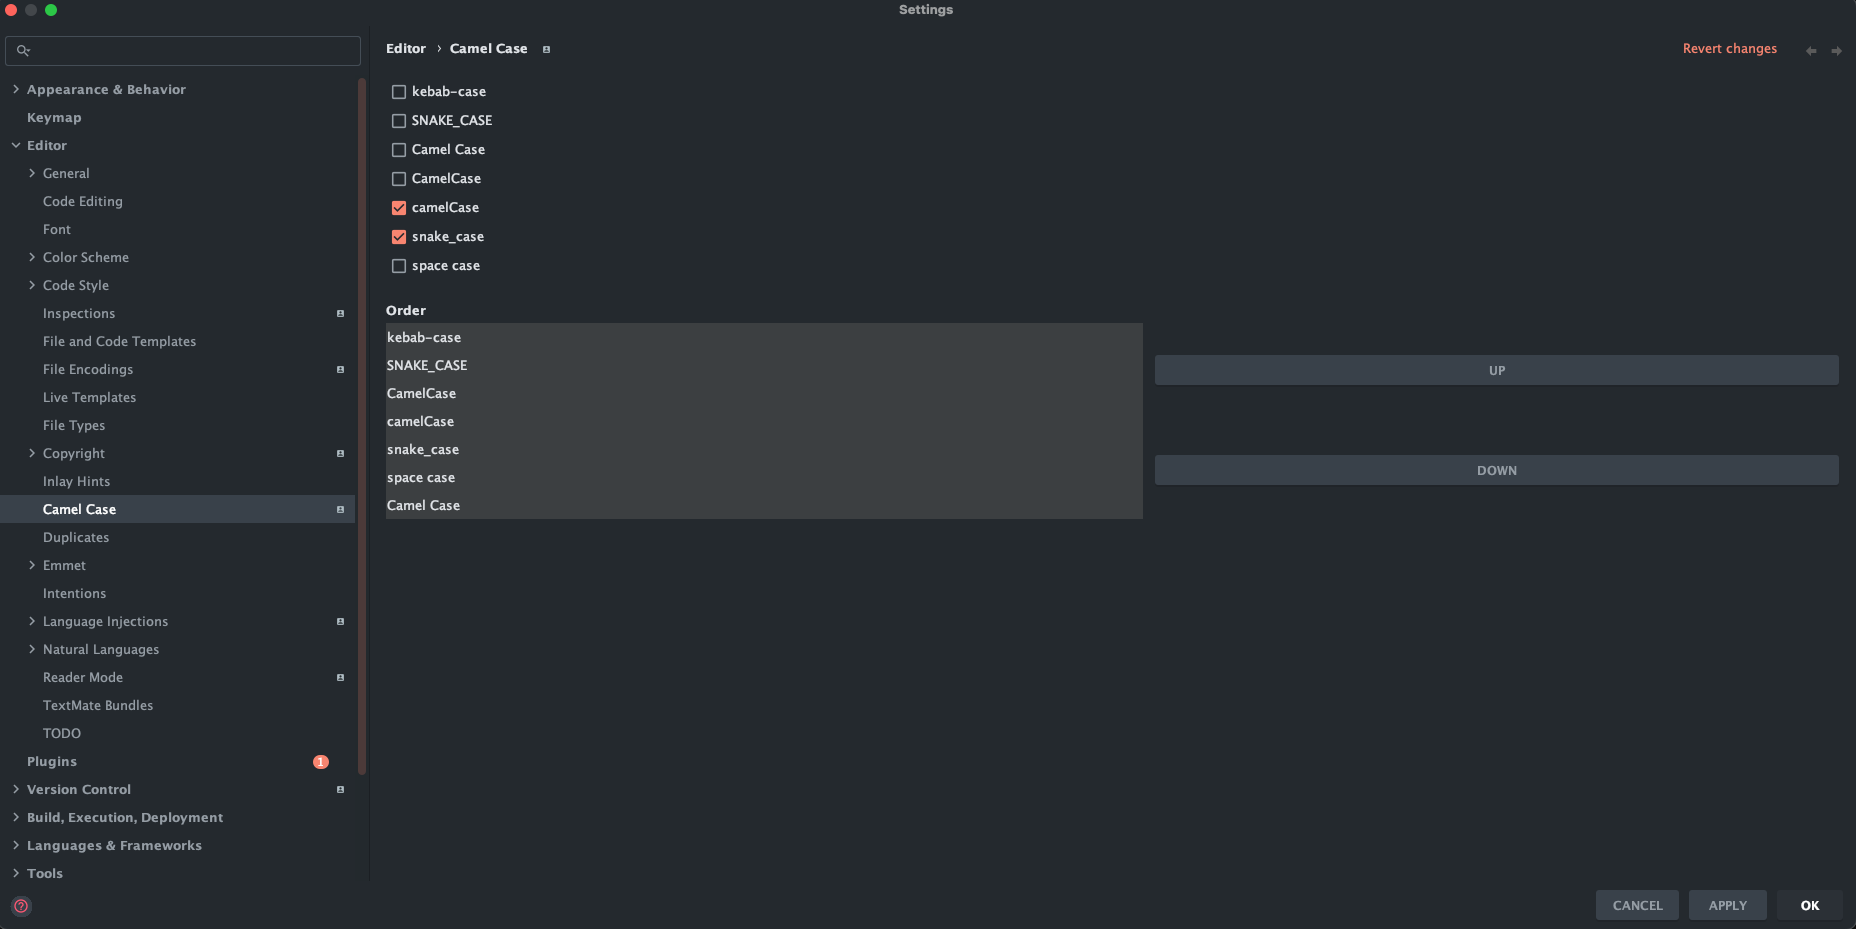 Settings
Appearance & Behavior
Keymap
Editor
General
Code Editing
Font
Color Scheme
Code Style
Inspections
File and Code Templates
File Encodings
Live Templates
File Types
Copyright
Inlay Hints
Camel Case
Duplicates
Emmet
Intentions
Language Injections
Natural Languages
Reader Mode
TextMate Bundles
TODO
Plugins 1
Version Control
Build, Execution, Deployment
Languages & Frameworks
Tools
?
Editor › Camel Case
Revert changes
kebab-case
SNAKE_CASE
Camel Case
CamelCase
camelCase
snake_case
space case
Order
kebab-case
SNAKE_CASE
CamelCase
camelCase
snake_case
space case
Camel Case
UP
DOWN
CANCEL
APPLY
OK